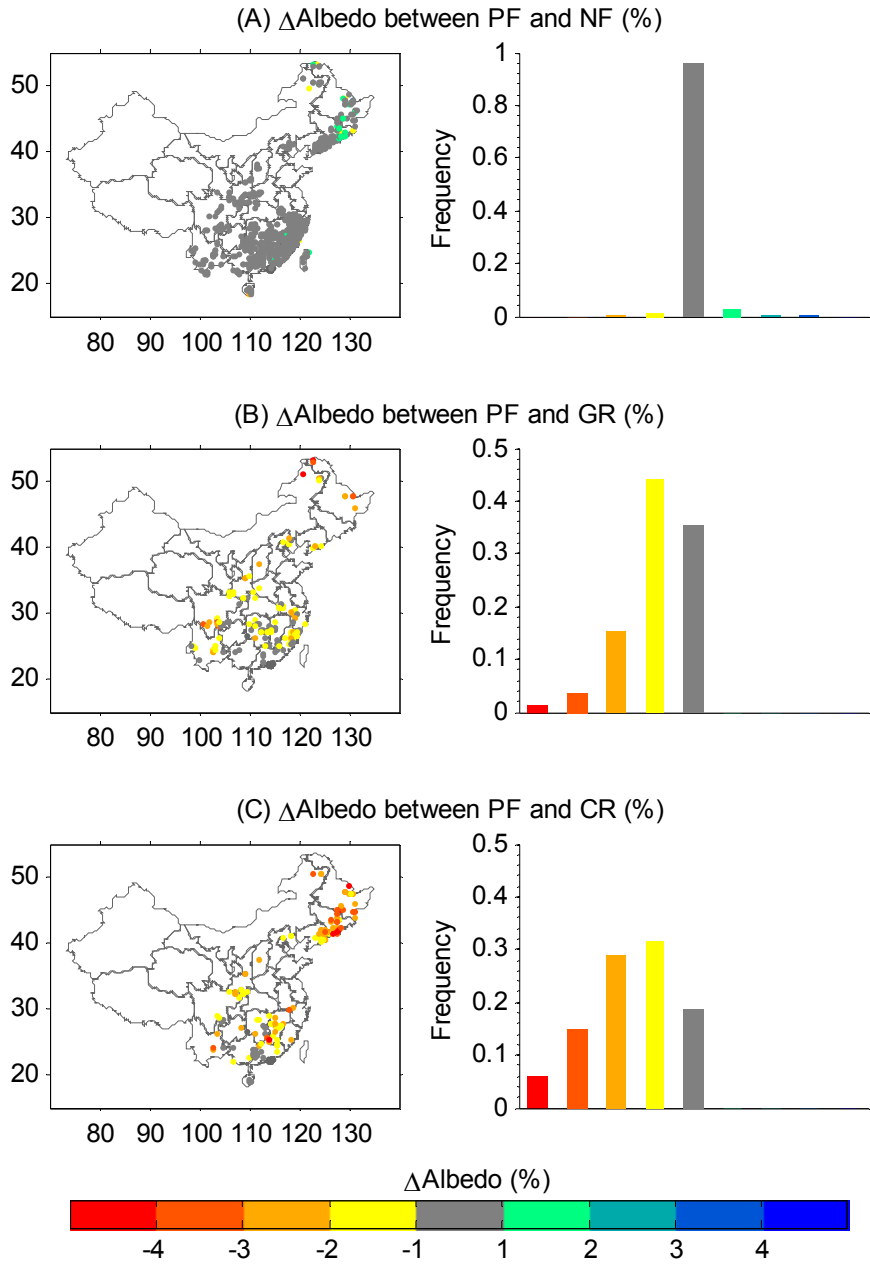 (A) ΔAlbedo between PF and NF (%)
50
40
30
20
80 90 100 110 120 130
Frequency
1
0.8
0.6
0.4
0.2
0
(B) ΔAlbedo between PF and GR (%)
50
40
30
20
80 90 100 110 120 130
Frequency
0.5
0.4
0.3
0.2
0.1
0
(C) ΔAlbedo between PF and CR (%)
50
40
30
20
80 90 100 110 120 130
Frequency
0.5
0.4
0.3
0.2
0.1
0
ΔAlbedo (%)
-4 -3 -2 -1 1 2 3 4